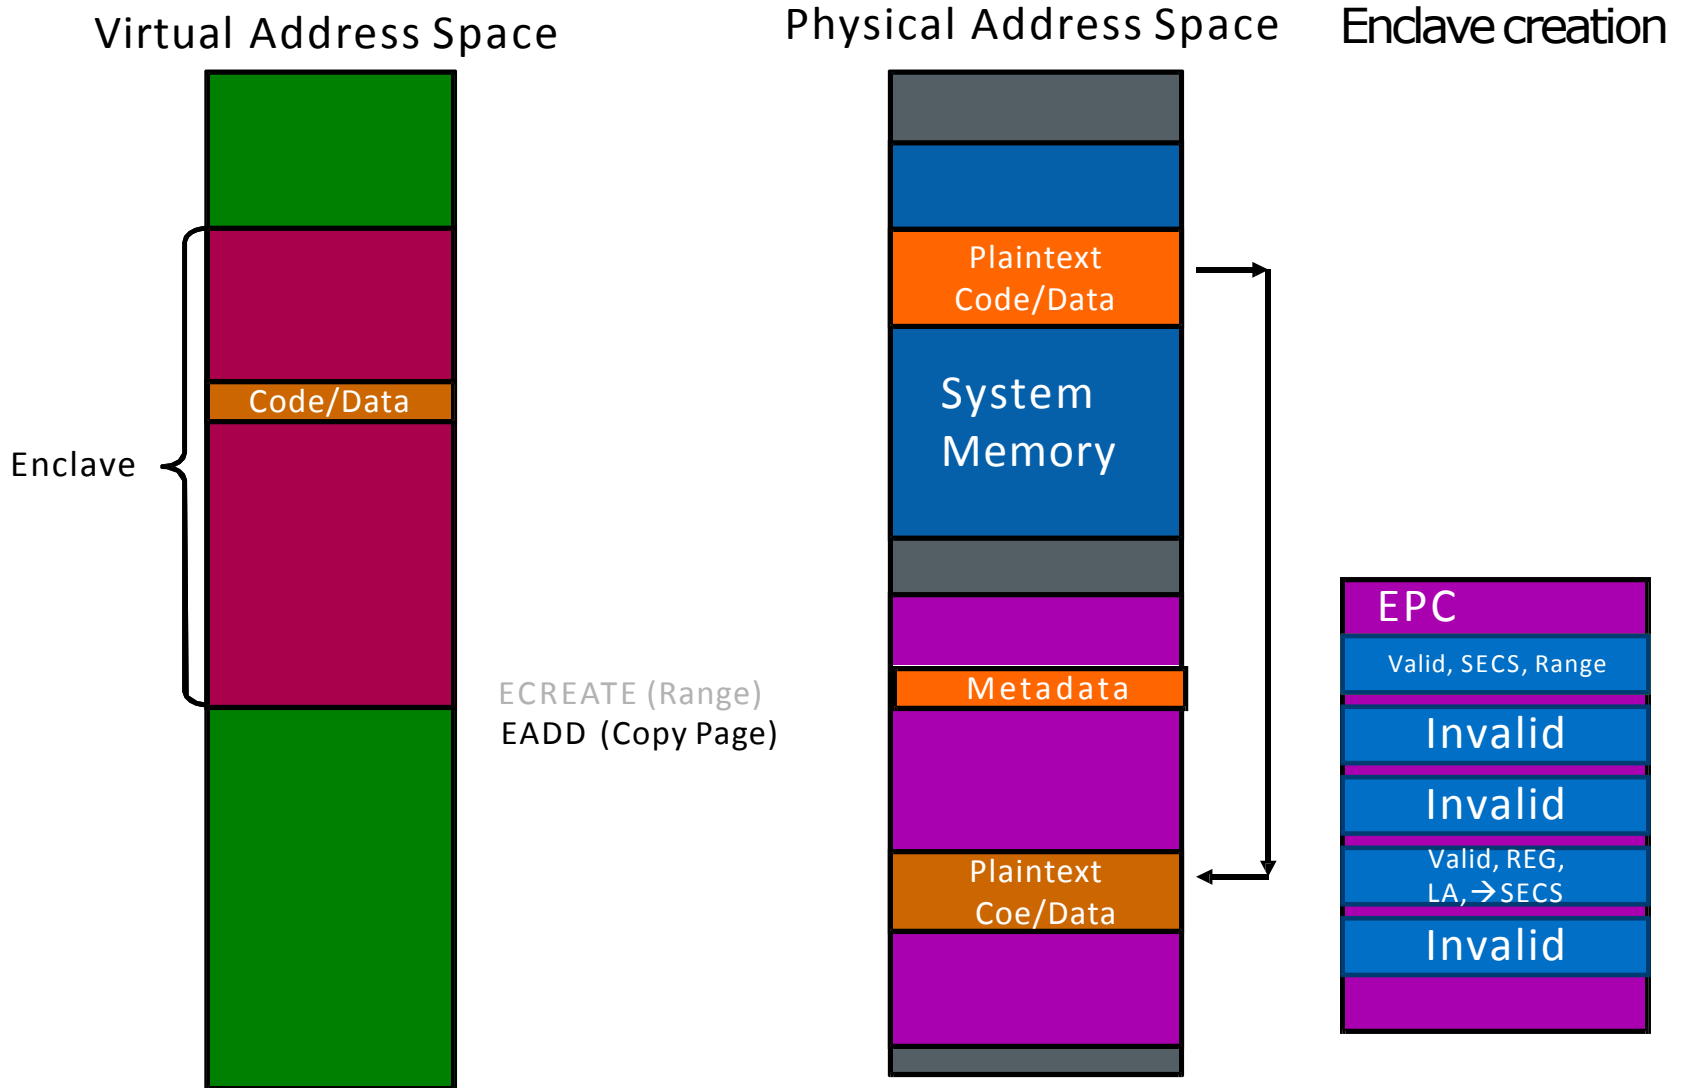 Virtual Address Space
Physical Address Space
Enclave creation
Plaintext
Code/Data
System
Memory
Code/Data
Enclave
ECREATE (Range)
EADD (Copy Page)
Metadata
Plaintext
Coe/Data
EPC
Valid, SECS, Range
Invalid
Invalid
Valid, REG,
LA,→SECS
Invalid